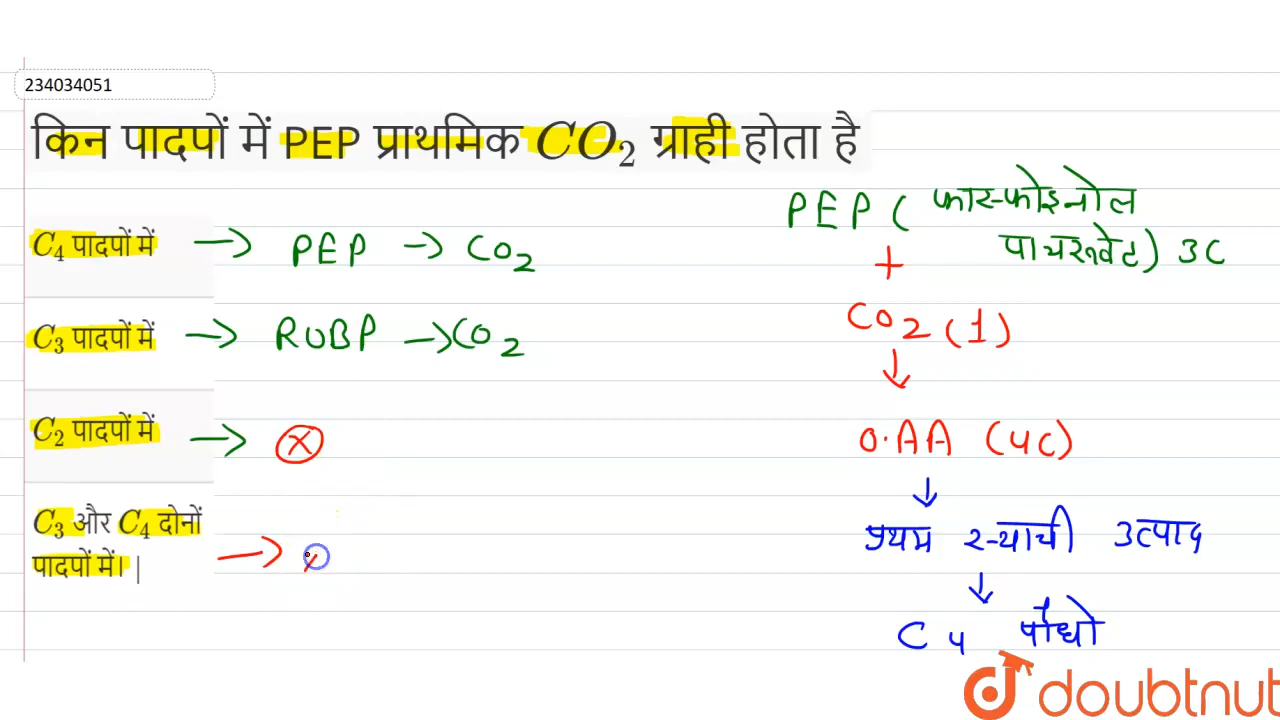 234034051
किन पादपों में PEP प्राथमिक CO₂ ग्राही होता है
C₄ पादपों में → PEP → CO₂
C₃ पादपों में → RUBP → CO₂
C₂ पादपों में → X
C₃ और C₄ दोनों
पादपों में। | →
PEP ( फास्फोइनोल
पायरूवेट) 3C
+
CO₂ (1)
↓
O.AA (4C)
↓
प्रथम स्थायी उत्पाद
↓
C4 पौधो
doubtnut